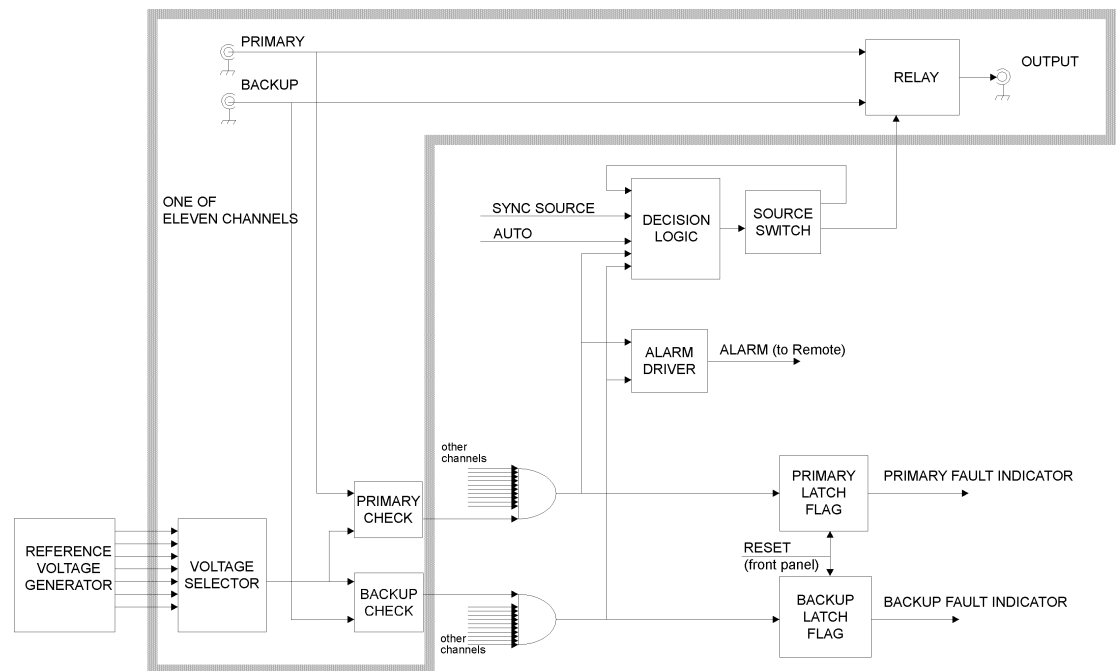 PRIMARY
OUTPUT
RELAY
BACKUP
ONE OF
ELEVEN CHANNELS
SYNC SOURCE
AUTO
DECISION
LOGIC
SOURCE
SWITCH
ALARM
DRIVER
ALARM (to Remote)
other
channels
PRIMARY
CHECK
PRIMARY
LATCH
FLAG
PRIMARY FAULT INDICATOR
REFERENCE
VOLTAGE
GENERATOR
VOLTAGE
SELECTOR
RESET
(front panel)
BACKUP
CHECK
other
channels
BACKUP
LATCH
FLAG
BACKUP FAULT INDICATOR